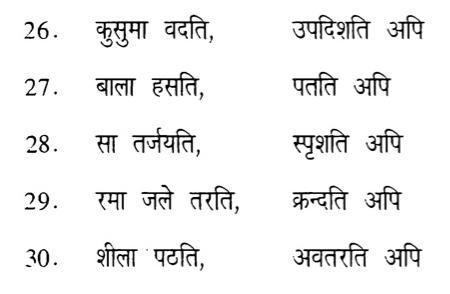 26. कुसुमा वदति, उपदिशति अपि
27. बाला हसति, पतति अपि
28. सा तर्जयति, स्पृशति अपि
29. रमा जले तरति, क्रन्दति अपि
30. शीला पठति, अवतरति अपि